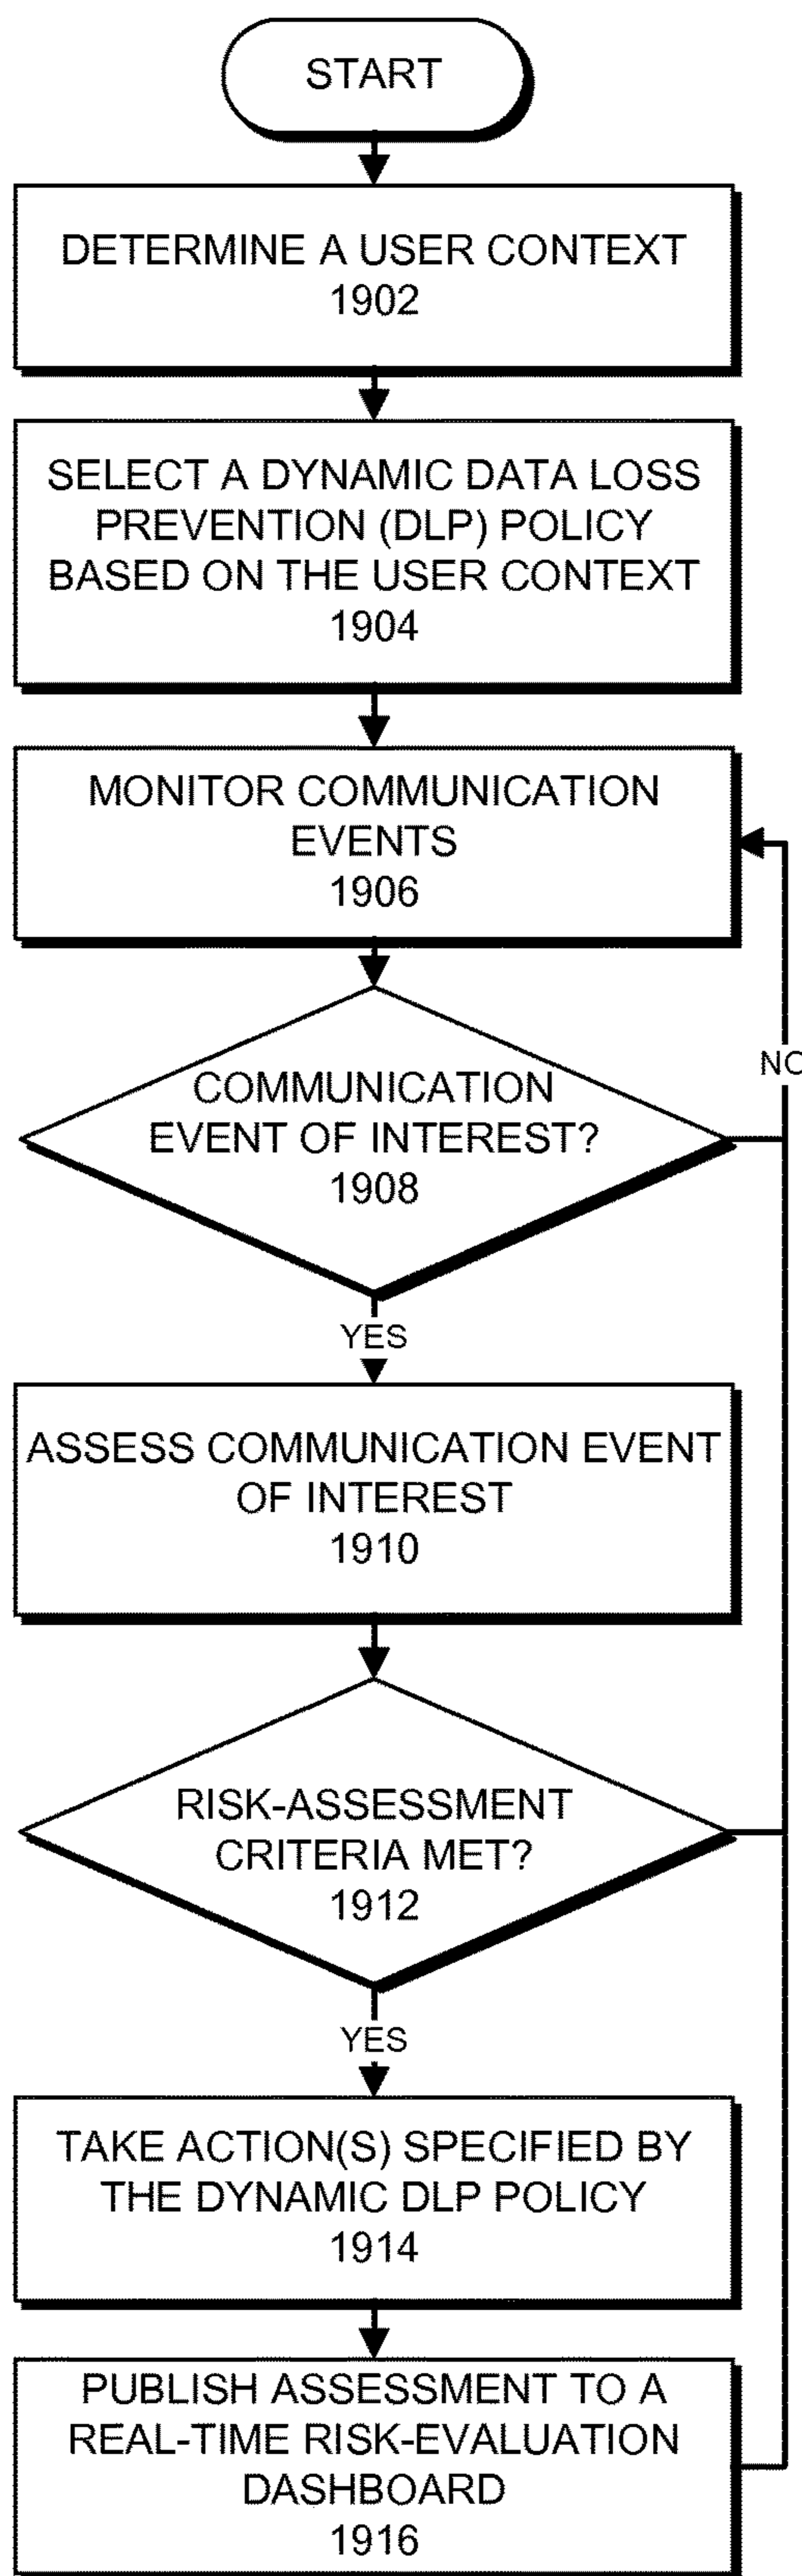 START
DETERMINE A USER CONTEXT
1902
SELECT A DYNAMIC DATA LOSS
PREVENTION (DLP) POLICY
BASED ON THE USER CONTEXT
1904
MONITOR COMMUNICATION
EVENTS
1906
NO
COMMUNICATION
EVENT OF INTEREST?
1908
YES
ASSESS COMMUNICATION EVENT
OF INTEREST
1910
RISK-ASSESSMENT
CRITERIA MET?
1912
YES
TAKE ACTION(S) SPECIFIED BY
THE DYNAMIC DLP POLICY
1914
PUBLISH ASSESSMENT TO A
REAL-TIME RISK-EVALUATION
DASHBOARD
1916